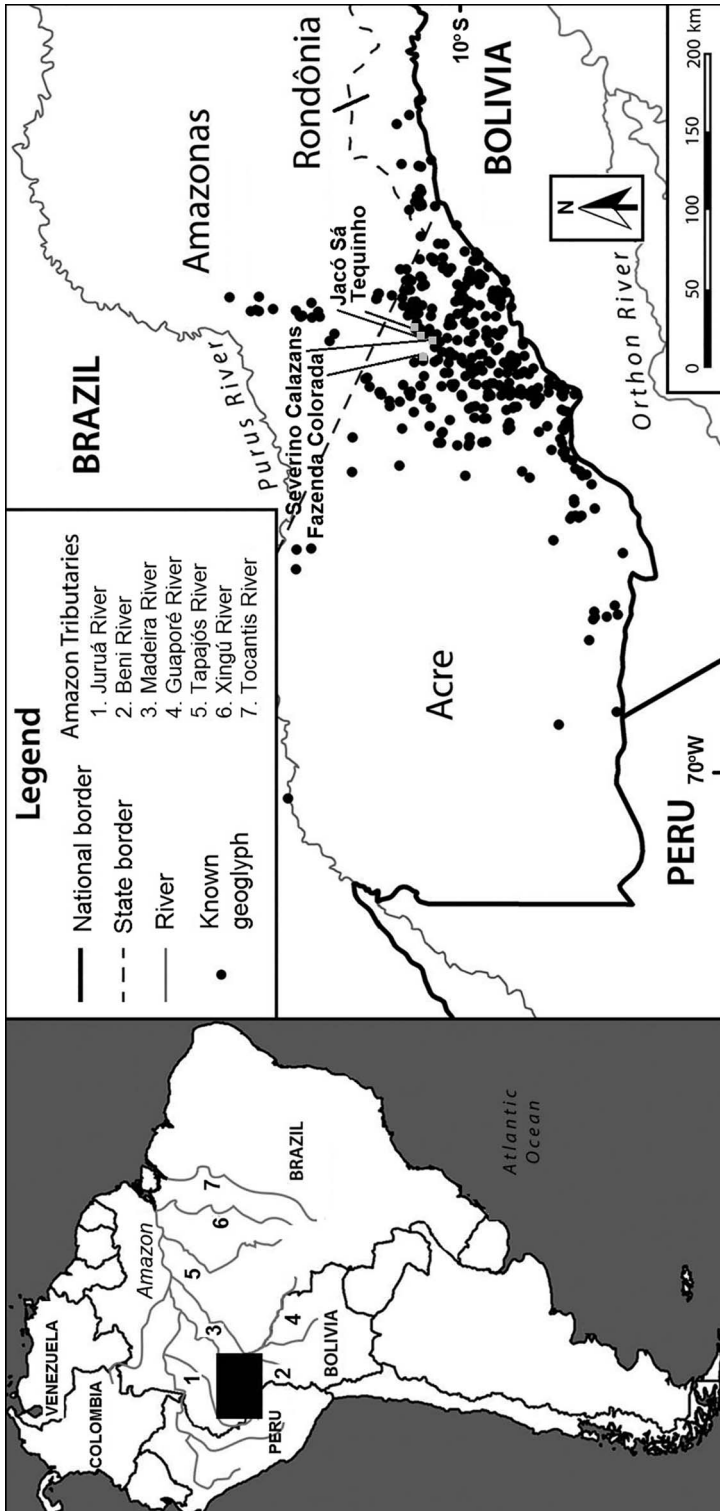 VENEZUELA
COLOMBIA
Amazon
PERU
BRAZIL
BOLIVIA
1
2
3
4
5
6
7
Atlantic
Ocean
Legend
National border
State border
River
Known
geoglyph
Amazon Tributaries
1. Juruá River
2. Beni River
3. Madeira River
4. Guaporé River
5. Tapajós River
6. Xingú River
7. Tocantis River
BRAZIL
Purus River
Amazonas
Rondônia
Severino Calazans
Fazenda Colorada
Jacó Sá
Tequinho
Acre
10°S
BOLIVIA
N
Orthon River
PERU
70°W
0 50 100 150 200 km